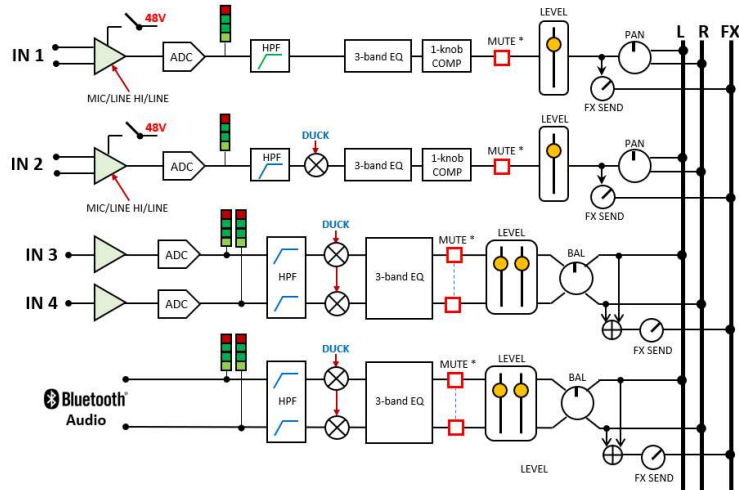 LEVEL
L R FX
48V
PAN
HPF
MUTE *
IN 1
ADC
3-band EQ
1-knob
COMP
MIC/LINE HI/LINE
FX SEND
LEVEL
48V
DUCK
PAN
HPF
MUTE *
IN 2
ADC
3-band EQ
1-knob
COMP
MIC/LINE HI/LINE
FX SEND
DUCK
MUTE *
LEVEL
BAL
IN 3
ADC
HPF
3-band EQ
IN 4
ADC
FX SEND
DUCK
MUTE *
LEVEL
BAL
Bluetooth®
Audio
HPF
3-band EQ
LEVEL
FX SEND